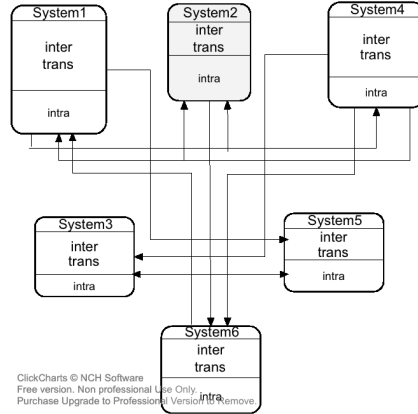 System1
inter
trans
intra
System2
inter
trans
intra
System4
inter
trans
intra
System3
inter
trans
intra
System5
inter
trans
intra
System6
inter
trans
intra
ClickCharts © NCH Software
Free version. Non professional Use Only.
Purchase Upgrade to Professional Version to Remove.